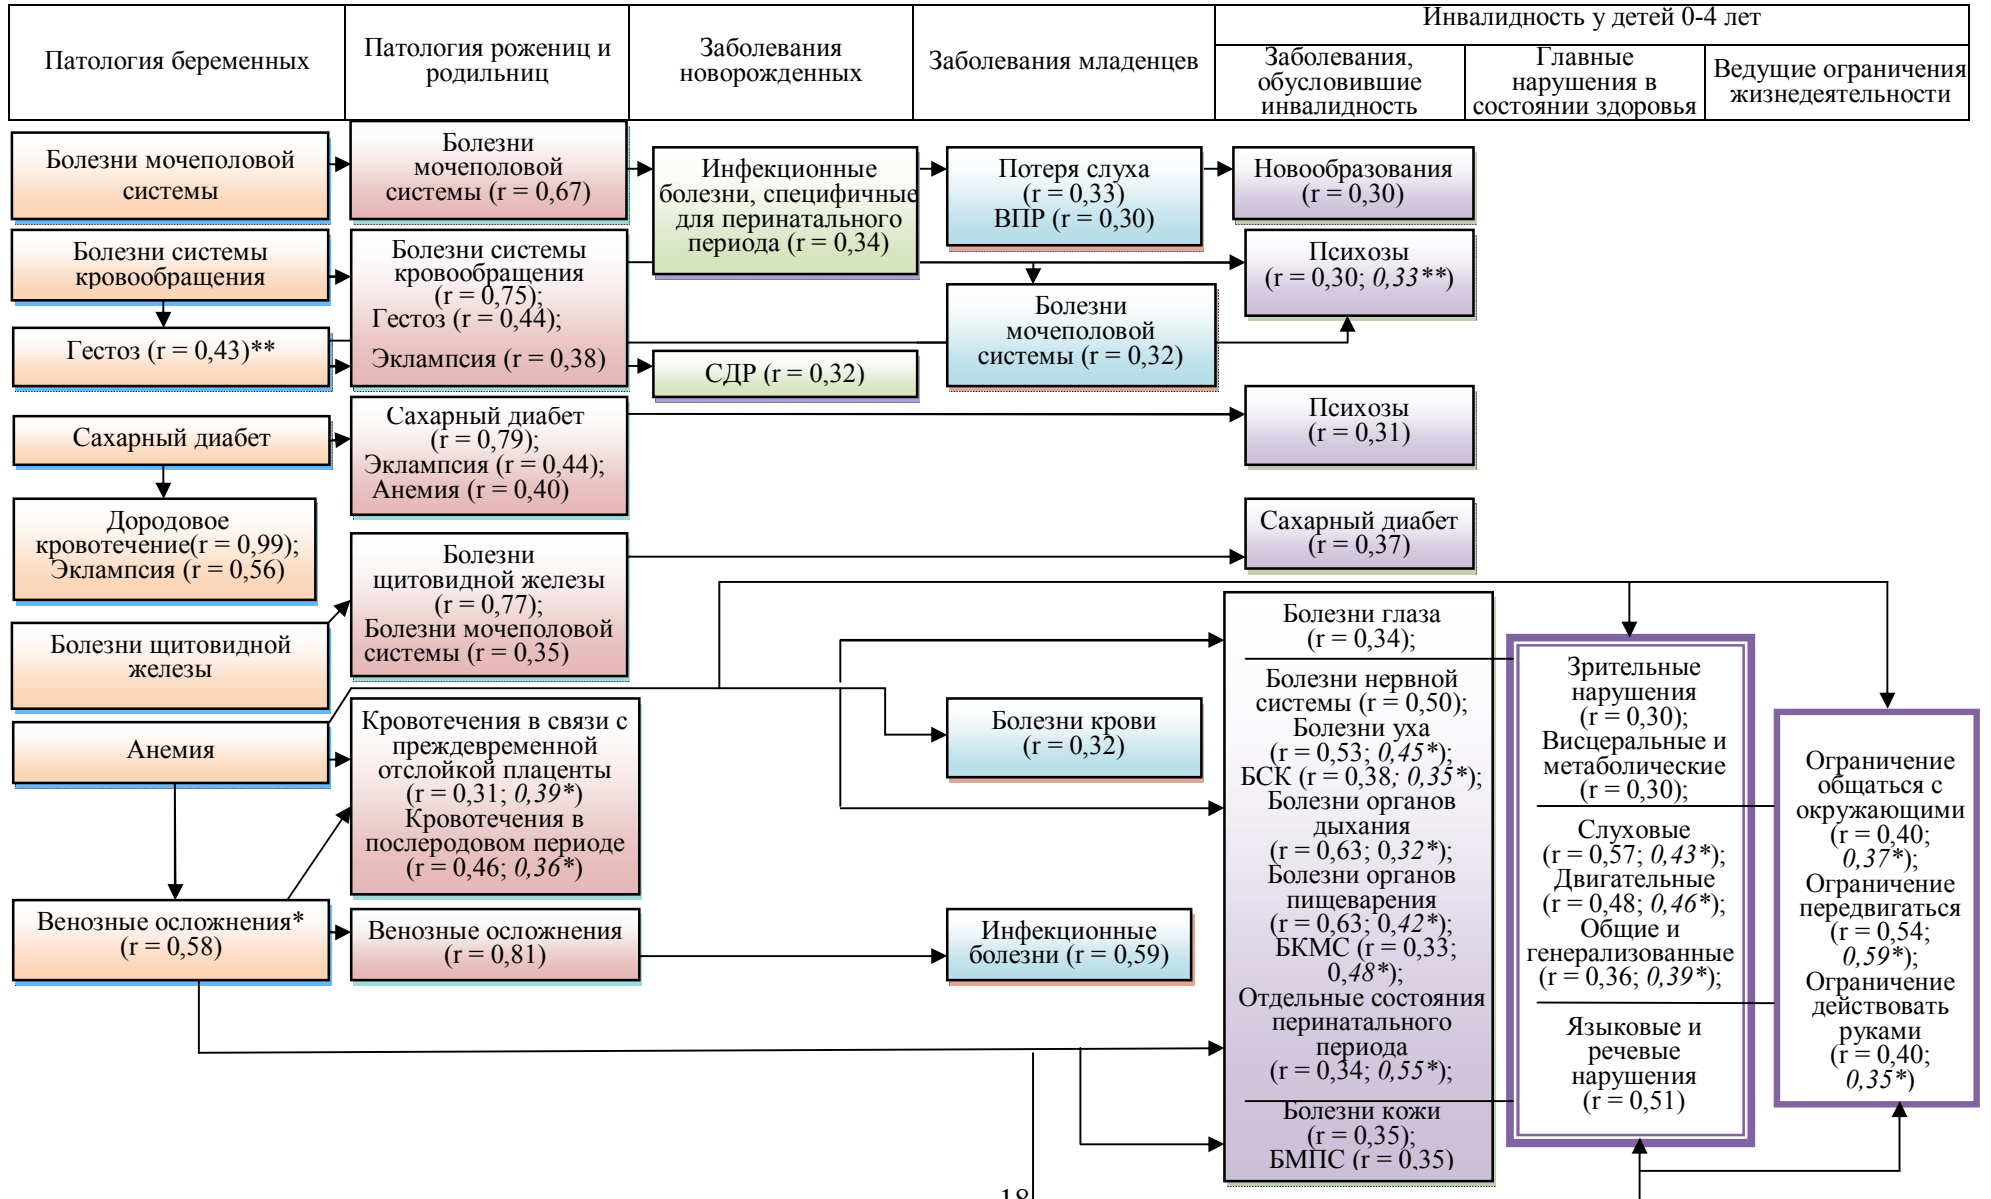 Патология беременных
Патология рожениц и
родильниц
Заболевания
новорожденных
Заболевания младенцев
Инвалидность у детей 0-4 лет
Заболевания,
обусловившие
инвалидность
Главные
нарушения в
состоянии здоровья
Ведущие ограничения
жизнедеятельности
Болезни мочеполовой
системы
Болезни системы
кровообращения
Гестоз (r = 0,43)**
Сахарный диабет
Дородовое
кровотечение(r = 0,99);
Эклампсия (r = 0,56)
Болезни щитовидной
железы
Анемия
Венозные осложнения*
(r = 0,58)
Болезни
мочеполовой
системы (r = 0,67)
Болезни системы
кровообращения
(r = 0,75);
Гестоз (r = 0,44);
Эклампсия (r = 0,38)
Сахарный диабет
(r = 0,79);
Эклампсия (r = 0,44);
Анемия (r = 0,40)
Болезни
щитовидной железы
(r = 0,77);
Болезни мочеполовой
системы (r = 0,35)
Кровотечения в связи с
преждевременной
отслойкой плаценты
(r = 0,31; 0,39*)
Кровотечения в
послеродовом периоде
(r = 0,46; 0,36*)
Венозные осложнения
(r = 0,81)
Инфекционные
болезни, специфичные
для перинатального
периода (r = 0,34)
СДР (r = 0,32)
Потеря слуха
(r = 0,33)
ВПР (r = 0,30)
Болезни
мочеполовой
системы (r = 0,32)
Болезни крови
(r = 0,32)
Инфекционные
болезни (r = 0,59)
Новообразования
(r = 0,30)
Психозы
(r = 0,30; 0,33**)
Психозы
(r = 0,31)
Сахарный диабет
(r = 0,37)
Болезни глаза
(r = 0,34);
Болезни нервной
системы (r = 0,50);
Болезни уха
(r = 0,53; 0,45*);
БСК (r = 0,38; 0,35*);
Болезни органов
дыхания
(r = 0,63; 0,32*);
Болезни органов
пищеварения
(r = 0,63; 0,42*);
БКМС (r = 0,33;
0,48*);
Отдельные состояния
перинатального
периода
(r = 0,34; 0,55*);
Болезни кожи
(r = 0,35);
БМПС (r = 0,35)
Зрительные
нарушения
(r = 0,30);
Висцеральные и
метаболические
(r = 0,30);
Слуховые
(r = 0,57; 0,43*);
Двигательные
(r = 0,48; 0,46*);
Общие и
генерализованные
(r = 0,36; 0,39*);
Языковые и
речевые
нарушения
(r = 0,51)
Ограничение
общаться с
окружающими
(r = 0,40;
0,37*);
Ограничение
передвигаться
(r = 0,54;
0,59*);
Ограничение
действовать
руками
(r = 0,40;
0,35*)
18